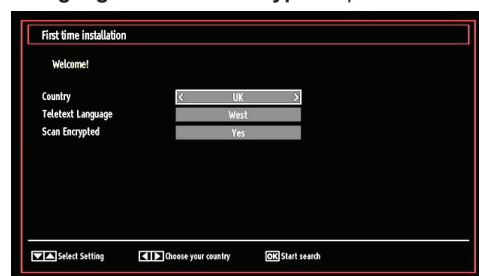 First time installation
Welcome!
Country < UK >
Teletext Language West
Scan Encrypted Yes
Select Setting Choose your country OK Start search